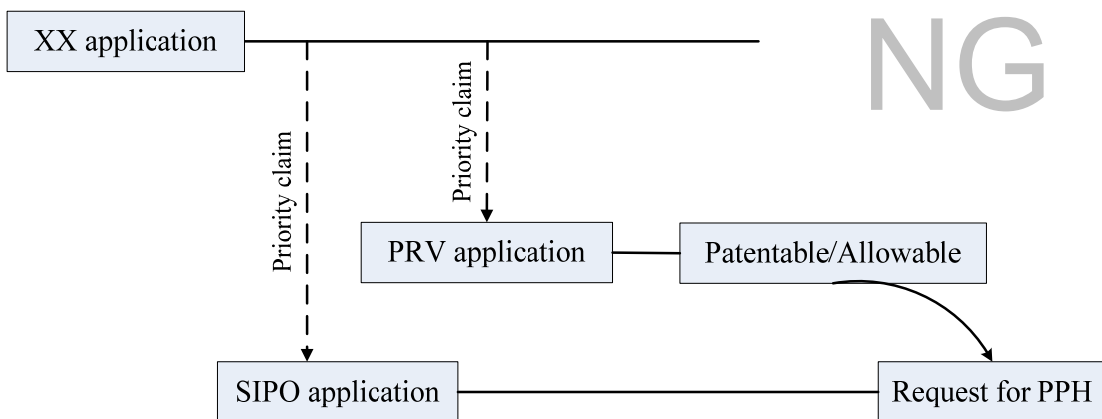 XX application
NG
Priority claim
Priority claim
PRV application
Patentable/Allowable
SIPO application
Request for PPH